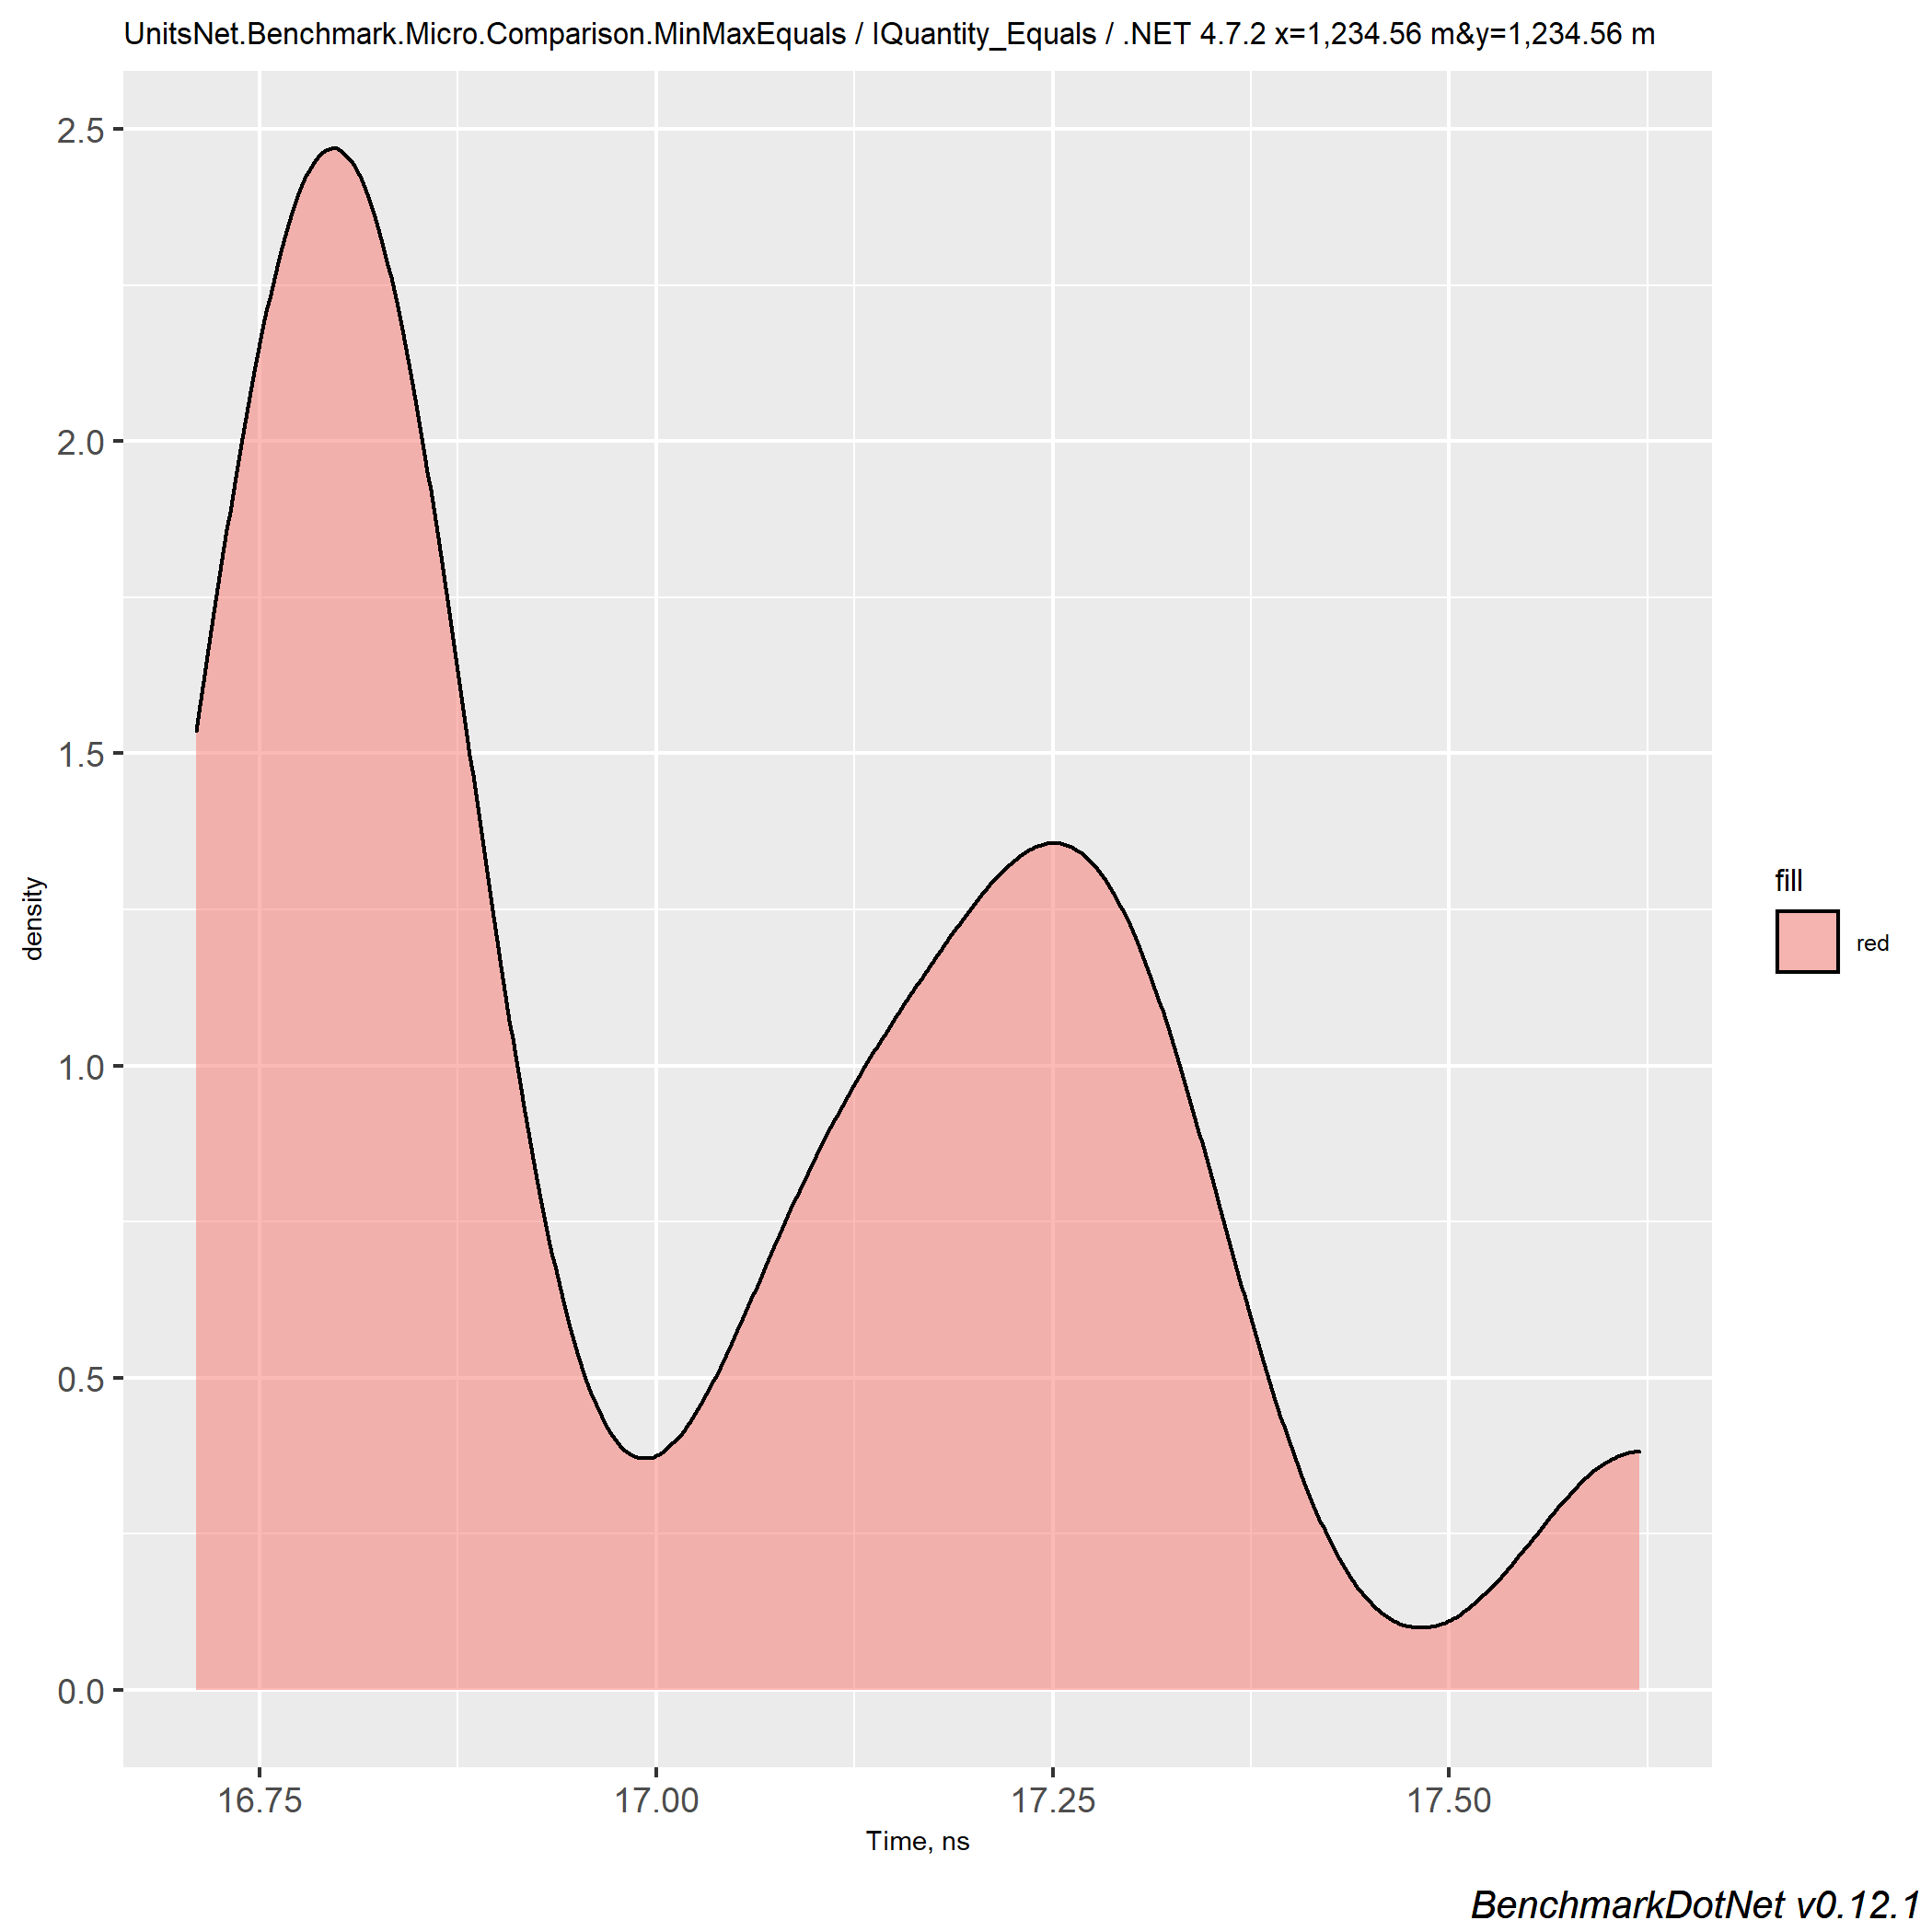 UnitsNet.Benchmark.Micro.Comparison.MinMaxEquals / IQuantity_Equals / .NET 4.7.2 x=1,234.56 m&y=1,234.56 m
2.5
2.0
1.5
1.0
0.5
0.0
density
16.75 17.00 17.25 17.50
Time, ns
fill
red
BenchmarkDotNet v0.12.1